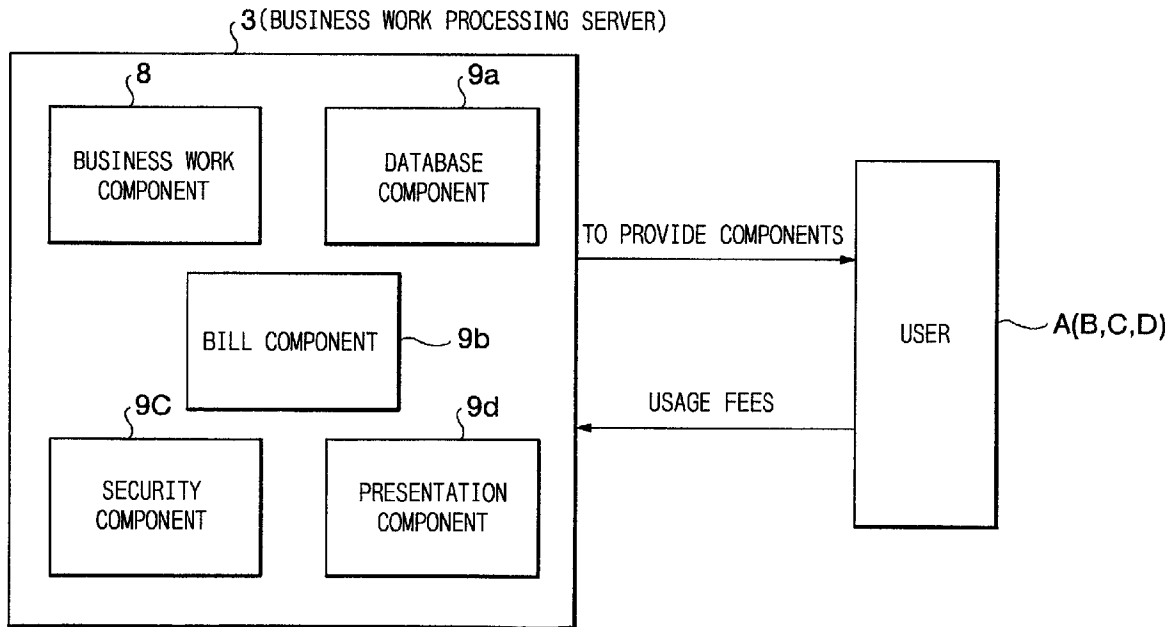 3(BUSINESS WORK PROCESSING SERVER)
8
9a
BUSINESS WORK
COMPONENT
DATABASE
COMPONENT
TO PROVIDE COMPONENTS
BILL COMPONENT
9b
USER
A(B,C,D)
USAGE FEES
9C
9d
SECURITY
COMPONENT
PRESENTATION
COMPONENT